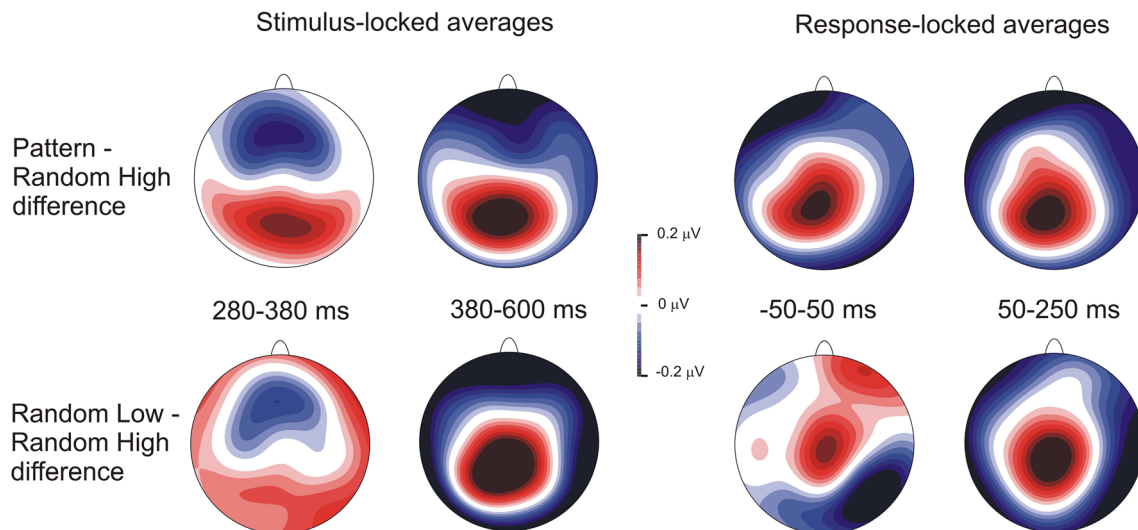 Stimulus-locked averages
Response-locked averages
Pattern -
Random High
difference
0.2 µV
0 µV
-0.2 µV
280-380 ms
380-600 ms
-50-50 ms
50-250 ms
Random Low -
Random High
difference